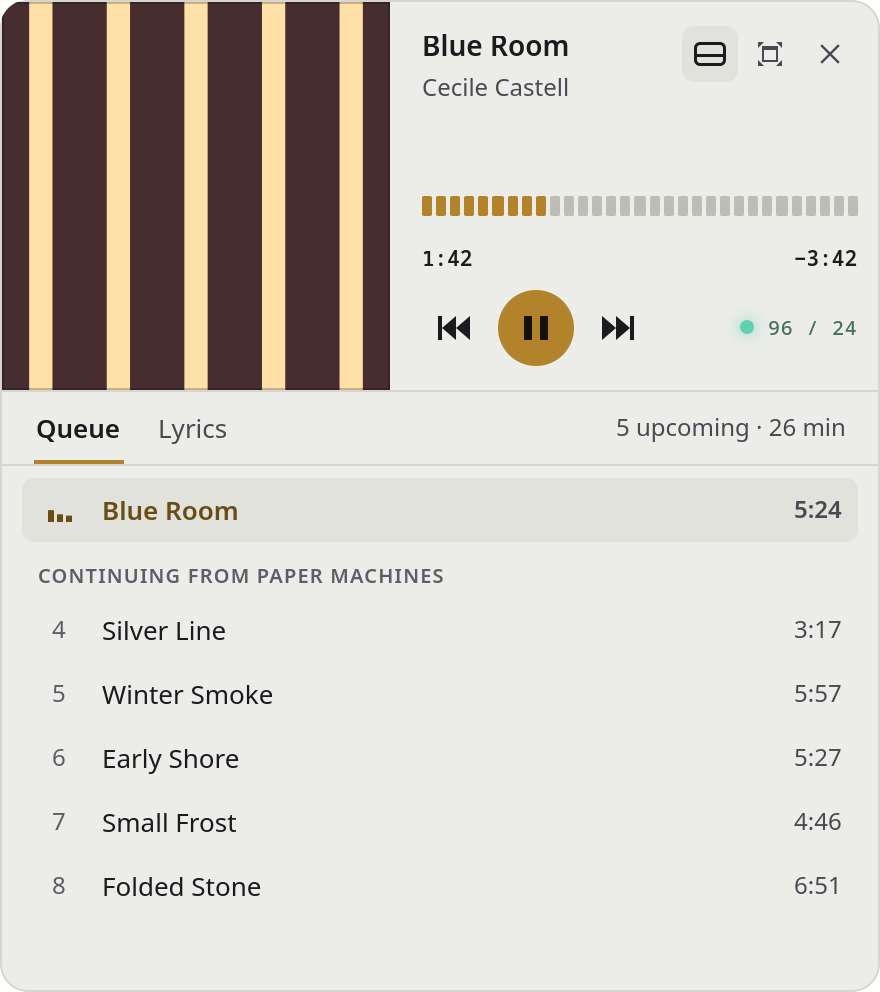 Blue Room
Cecile Castell
1:42 −3:42
96 / 24
Queue Lyrics 5 upcoming · 26 min
Blue Room 5:24
CONTINUING FROM PAPER MACHINES
4 Silver Line 3:17
5 Winter Smoke 5:57
6 Early Shore 5:27
7 Small Frost 4:46
8 Folded Stone 6:51